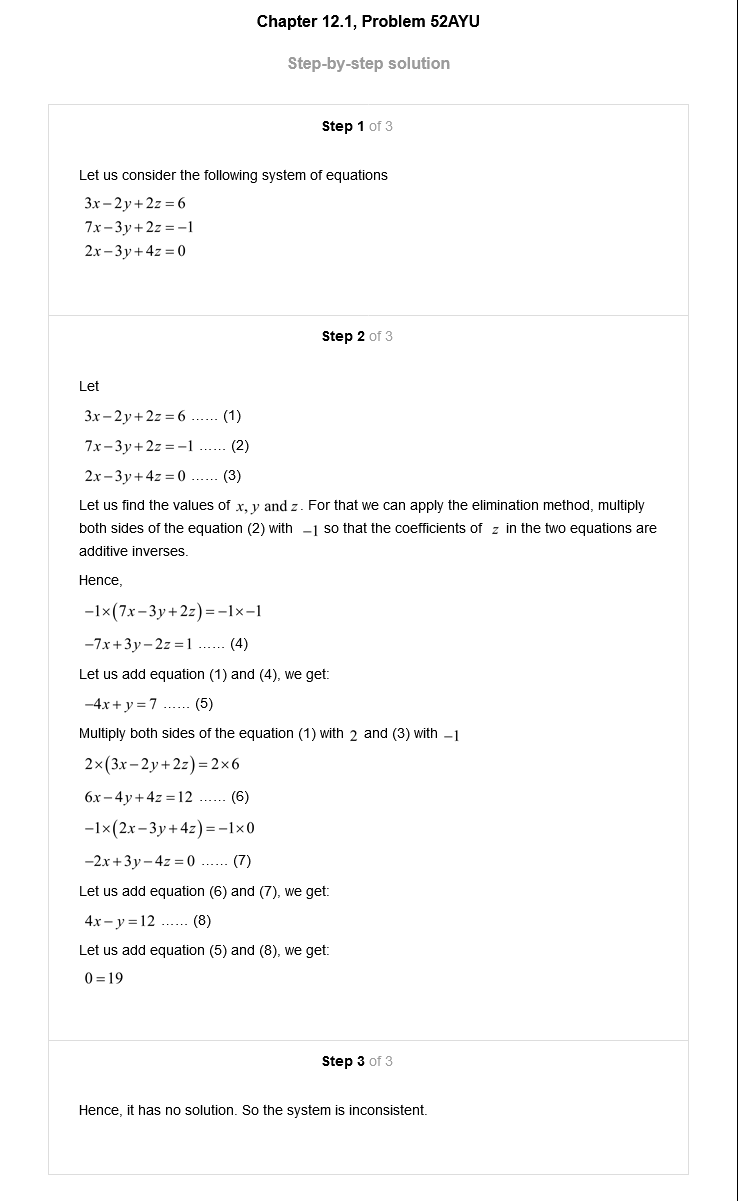 Chapter 12.1, Problem 52AYU
Step-by-step solution
Step 1 of 3
Let us consider the following system of equations
3x−2y+2z=6
7x−3y+2z=−1
2x−3y+4z=0
Step 2 of 3
Let
3x−2y+2z=6 ...... (1)
7x−3y+2z=−1 ...... (2)
2x−3y+4z=0 ...... (3)
Let us find the values of x, y and z. For that we can apply the elimination method, multiply
both sides of the equation (2) with −1 so that the coefficients of z in the two equations are
additive inverses.
Hence,
−1×(7x−3y+2z)=−1×−1
−7x+3y−2z=1 ...... (4)
Let us add equation (1) and (4), we get:
−4x+y=7 ...... (5)
Multiply both sides of the equation (1) with 2 and (3) with −1
2×(3x−2y+2z)=2×6
6x−4y+4z=12 ...... (6)
−1×(2x−3y+4z)=−1×0
−2x+3y−4z=0 ...... (7)
Let us add equation (6) and (7), we get:
4x−y=12 ...... (8)
Let us add equation (5) and (8), we get:
0=19
Step 3 of 3
Hence, it has no solution. So the system is inconsistent.